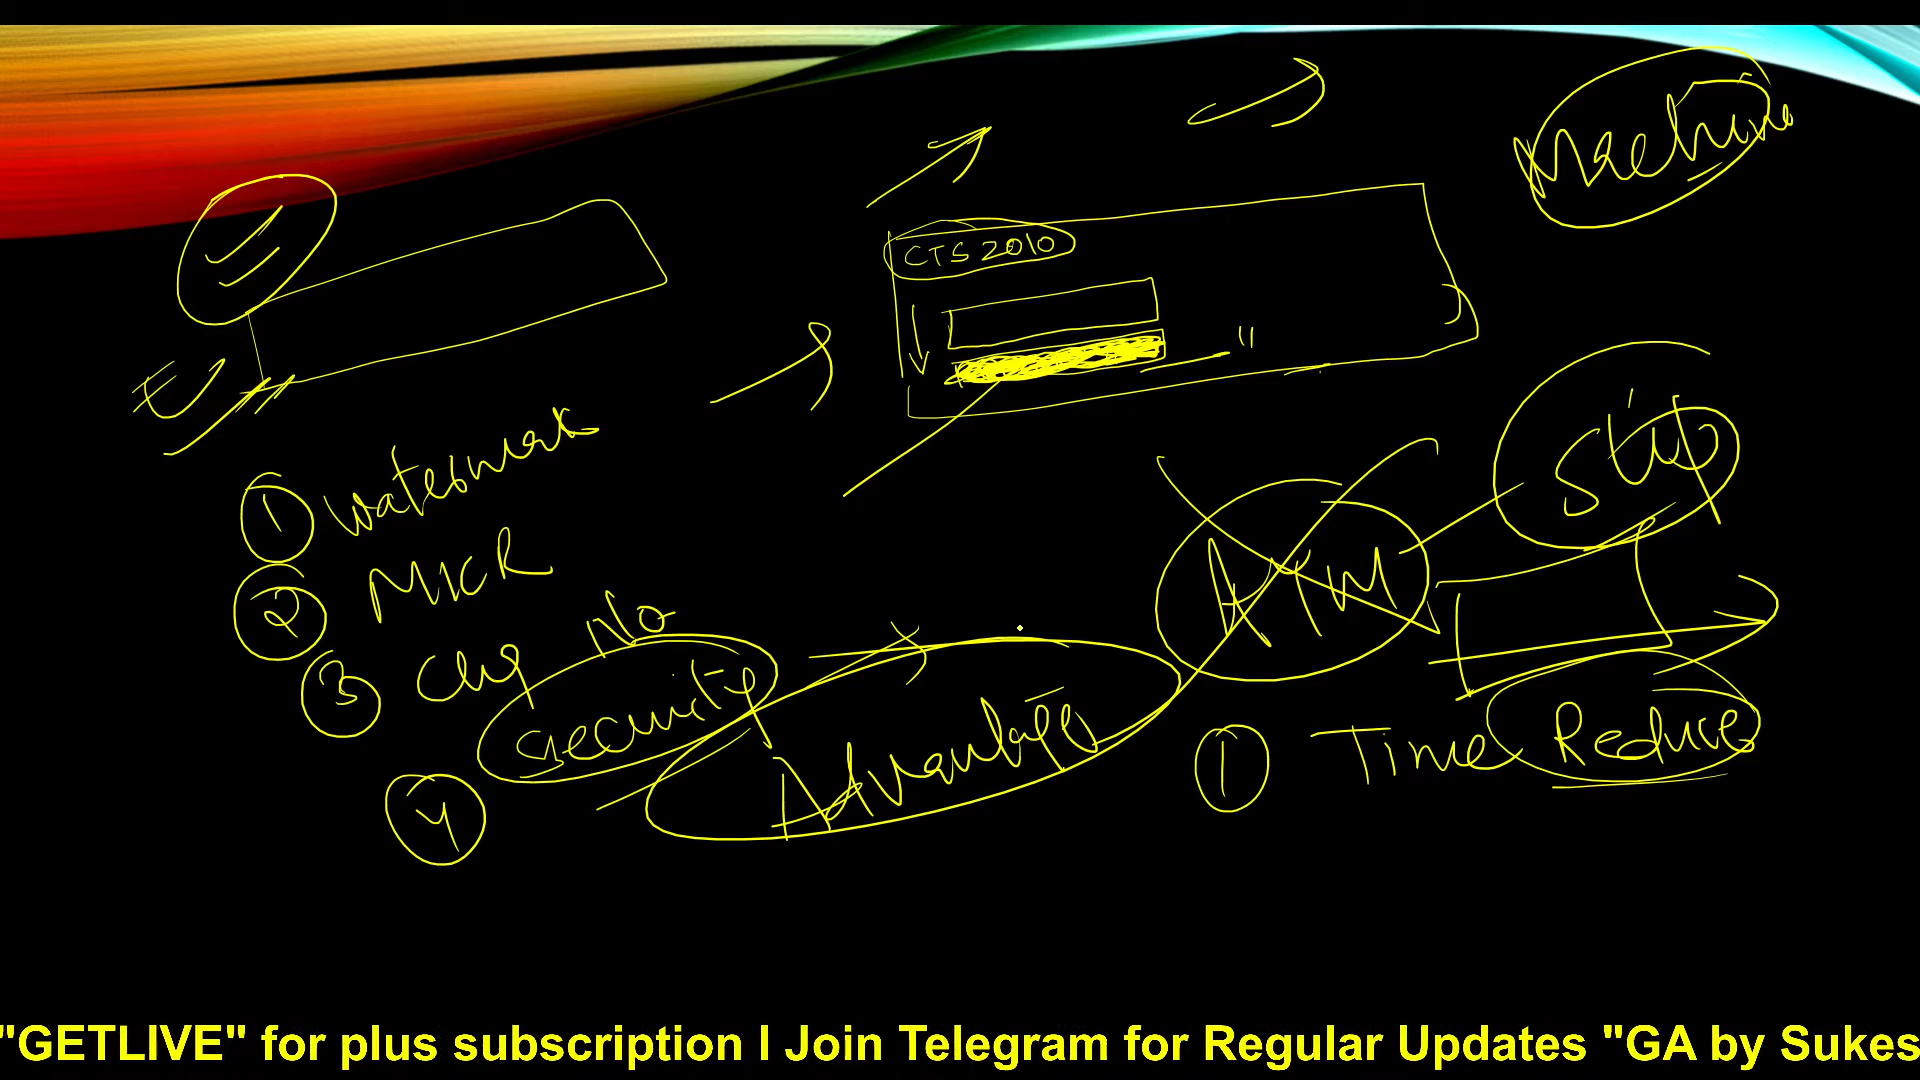 Machine
CTS 2010
① Watermark
② MICR
③ Chq No
Security
④
Advantage
ATM
Slip
① Time Reduce
"GETLIVE" for plus subscription I Join Telegram for Regular Updates "GA by Sukes